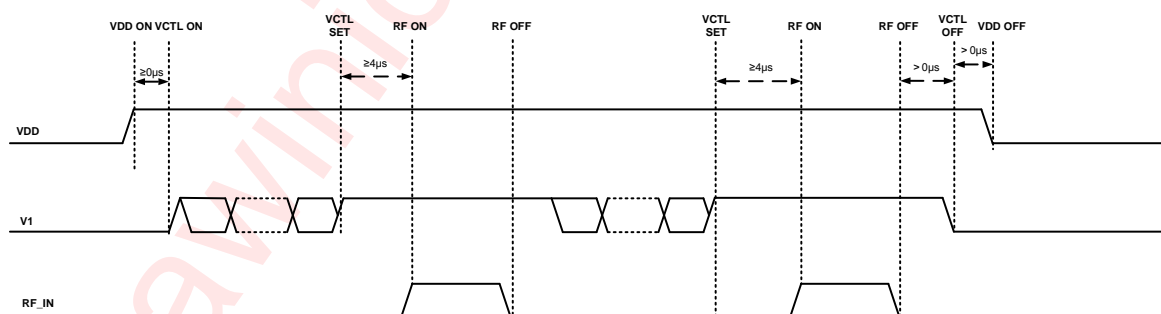 VDD ON VCTL ON VCTL SET RF ON RF OFF VCTL SET RF ON RF OFF VCTL OFF VDD OFF
≥0μs ≥4μs ≥4μs > 0μs > 0μs
VDD
V1
RF_IN
awinic